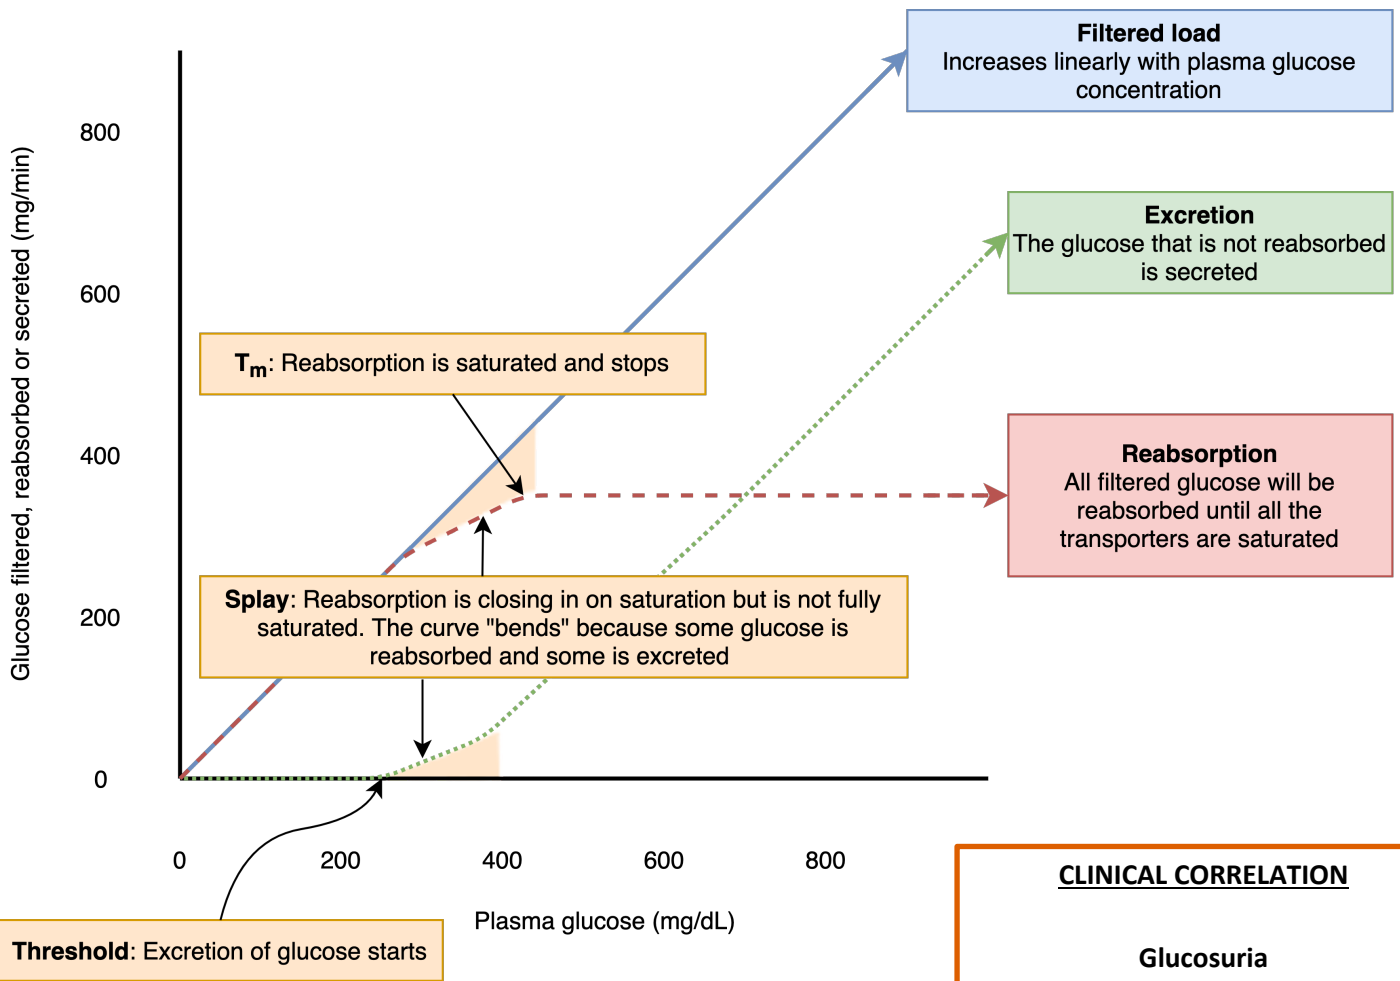 Filtered load
Increases linearly with plasma glucose
concentration
800
Excretion
The glucose that is not reabsorbed
is secreted
600
Glucose filtered, reabsorbed or secreted (mg/min)
Tm: Reabsorption is saturated and stops
400
Reabsorption
All filtered glucose will be
reabsorbed until all the
transporters are saturated
Splay: Reabsorption is closing in on saturation but is not fully
saturated. The curve "bends" because some glucose is
reabsorbed and some is excreted
200
0
0 200 400 600 800
Plasma glucose (mg/dL)
Threshold: Excretion of glucose starts
CLINICAL CORRELATION
Glucosuria